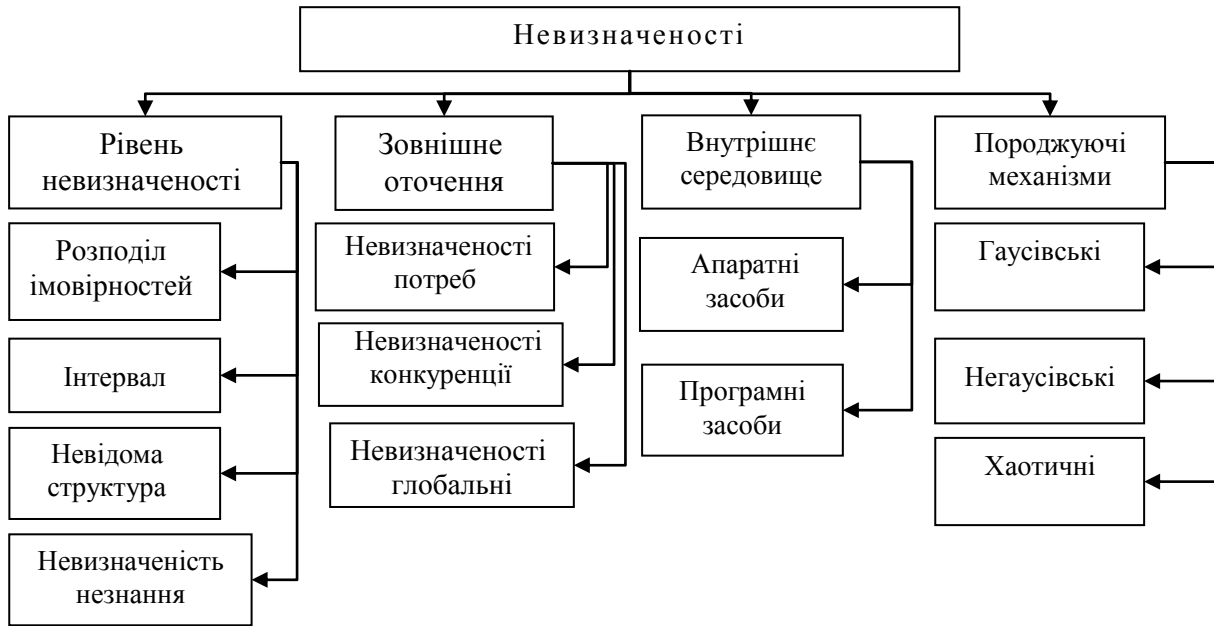 Невизначеності
Рівень
невизначеності
Розподіл
імовірностей
Інтервал
Невідома
структура
Невизначеність
незнання
Зовнішне
оточення
Невизначеності
потреб
Невизначеності
конкуренції
Невизначеності
глобальні
Внутрішнє
середовище
Апаратні
засоби
Програмні
засоби
Породжуючі
механізми
Гаусівські
Негаусівські
Хаотичні